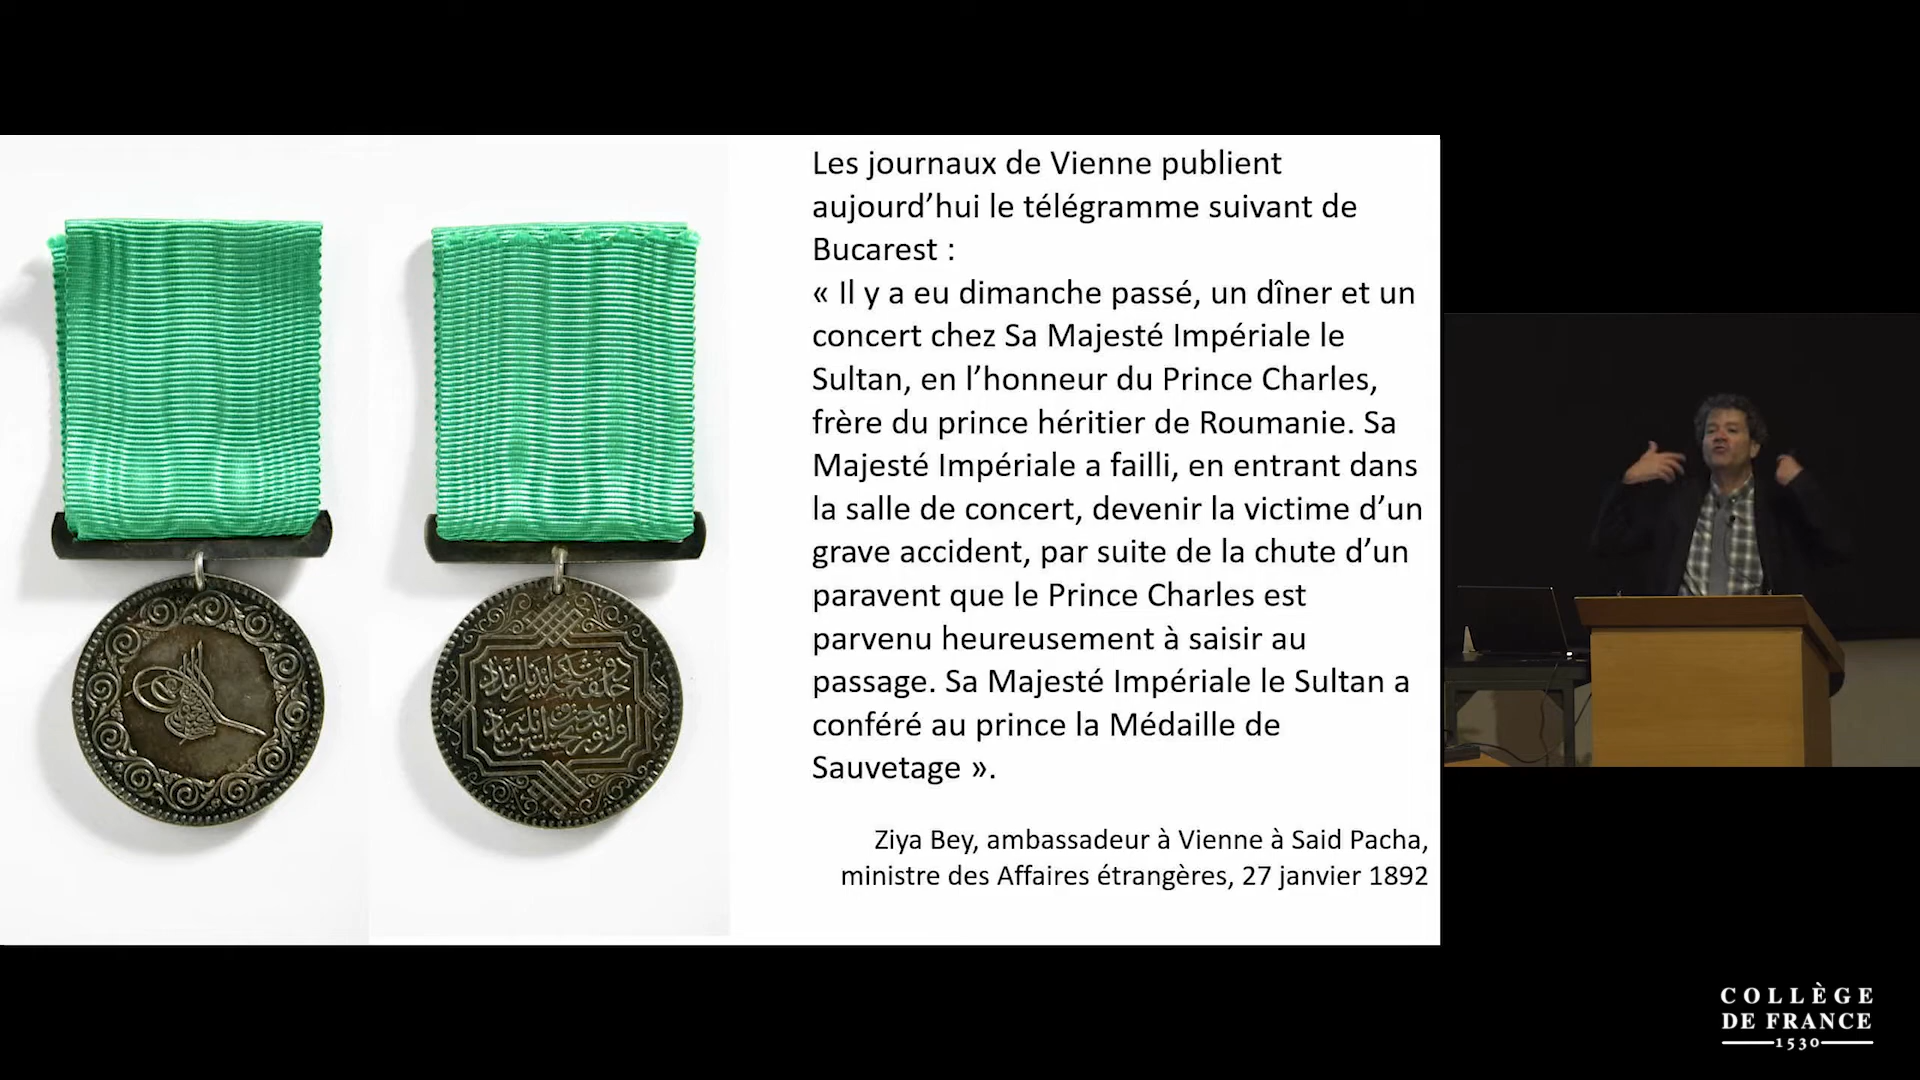 Les journaux de Vienne publient
aujourd’hui le télégramme suivant de
Bucarest :
« Il y a eu dimanche passé, un dîner et un
concert chez Sa Majesté Impériale le
Sultan, en l’honneur du Prince Charles,
frère du prince héritier de Roumanie. Sa
Majesté Impériale a failli, en entrant dans
la salle de concert, devenir la victime d’un
grave accident, par suite de la chute d’un
paravent que le Prince Charles est
parvenu heureusement à saisir au
passage. Sa Majesté Impériale le Sultan a
conféré au prince la Médaille de
Sauvetage ».
Ziya Bey, ambassadeur à Vienne à Said Pacha,
ministre des Affaires étrangères, 27 janvier 1892
COLLÈGE
DE FRANCE
1530